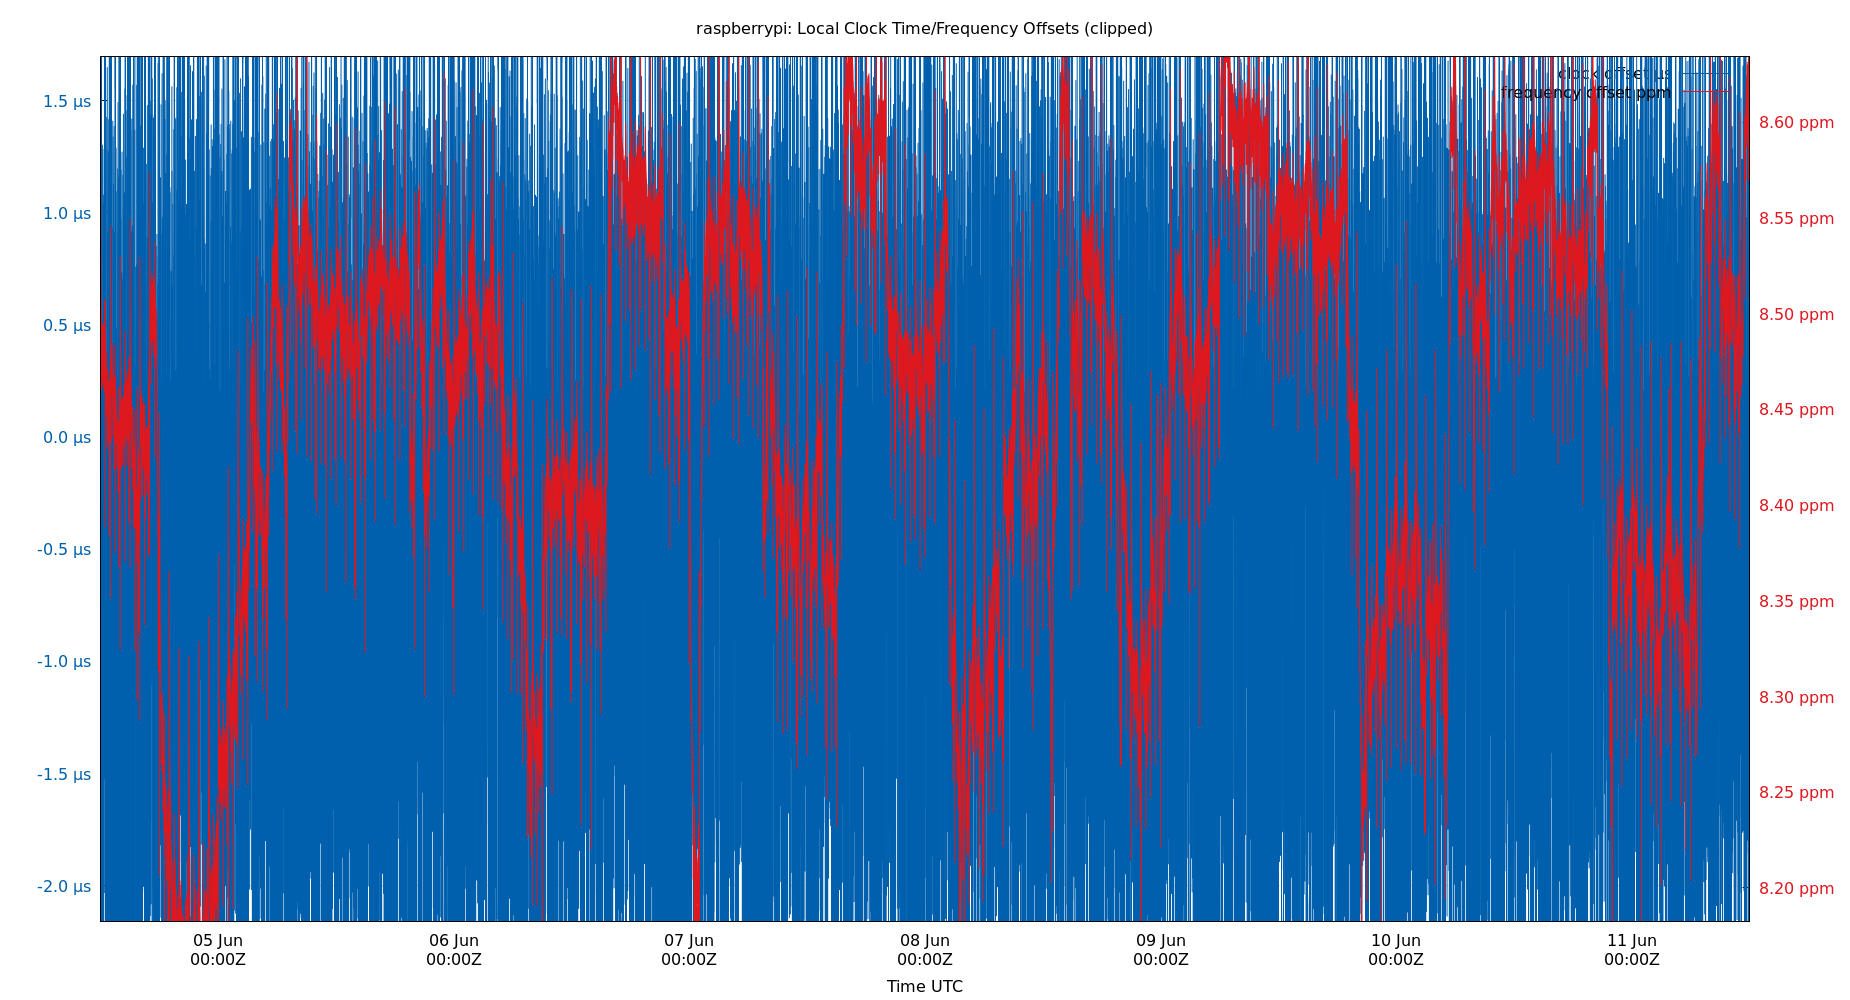 raspberrypi: Local Clock Time/Frequency Offsets (clipped)
clock offset µs
frequency offset ppm
1.5 µs
1.0 µs
0.5 µs
0.0 µs
-0.5 µs
-1.0 µs
-1.5 µs
-2.0 µs
8.60 ppm
8.55 ppm
8.50 ppm
8.45 ppm
8.40 ppm
8.35 ppm
8.30 ppm
8.25 ppm
8.20 ppm
05 Jun 06 Jun 07 Jun 08 Jun 09 Jun 10 Jun 11 Jun
00:00Z 00:00Z 00:00Z 00:00Z 00:00Z 00:00Z 00:00Z
Time UTC